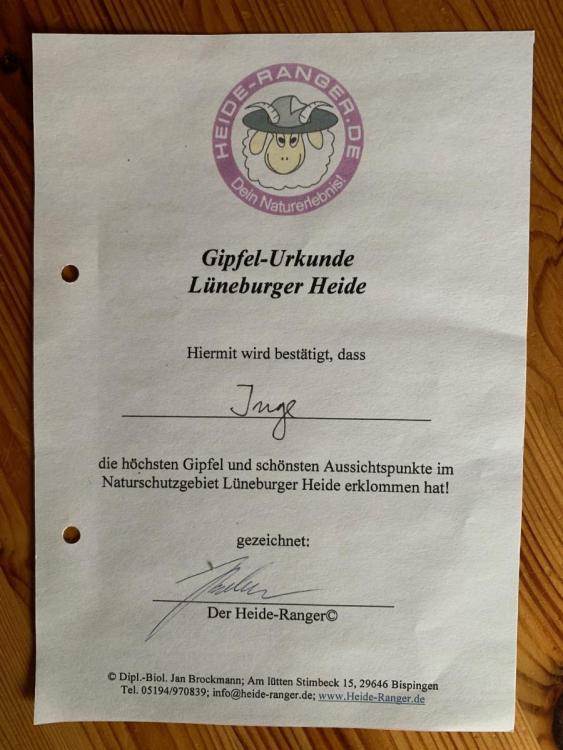 HEIDE-RANGER.DE
Dein Naturerlebnis!
Gipfel-Urkunde
Lüneburger Heide
Hiermit wird bestätigt, dass
Inge
die höchsten Gipfel und schönsten Aussichtspunkte im
Naturschutzgebiet Lüneburger Heide erklommen hat!
gezeichnet:
Der Heide-Ranger©
© Dipl.-Biol. Jan Brockmann; Am lütten Stimbeck 15, 29646 Bispingen
Tel. 05194/970839; info@heide-ranger.de; www.Heide-Ranger.de